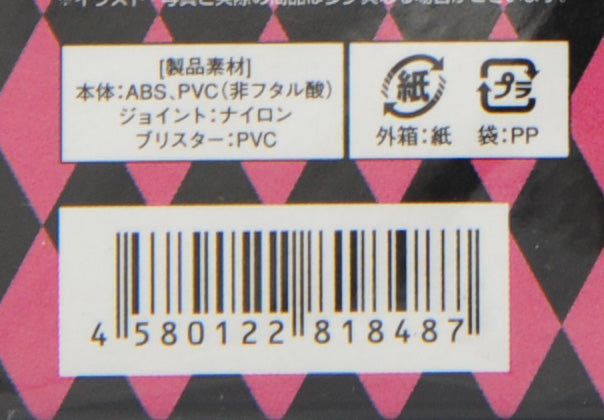 [製品素材]
本体:ABS、PVC(非フタル酸)
ジョイント:ナイロン
ブリスター:PVC
紙
プラ
外箱:紙 袋:PP
4 580122 818487